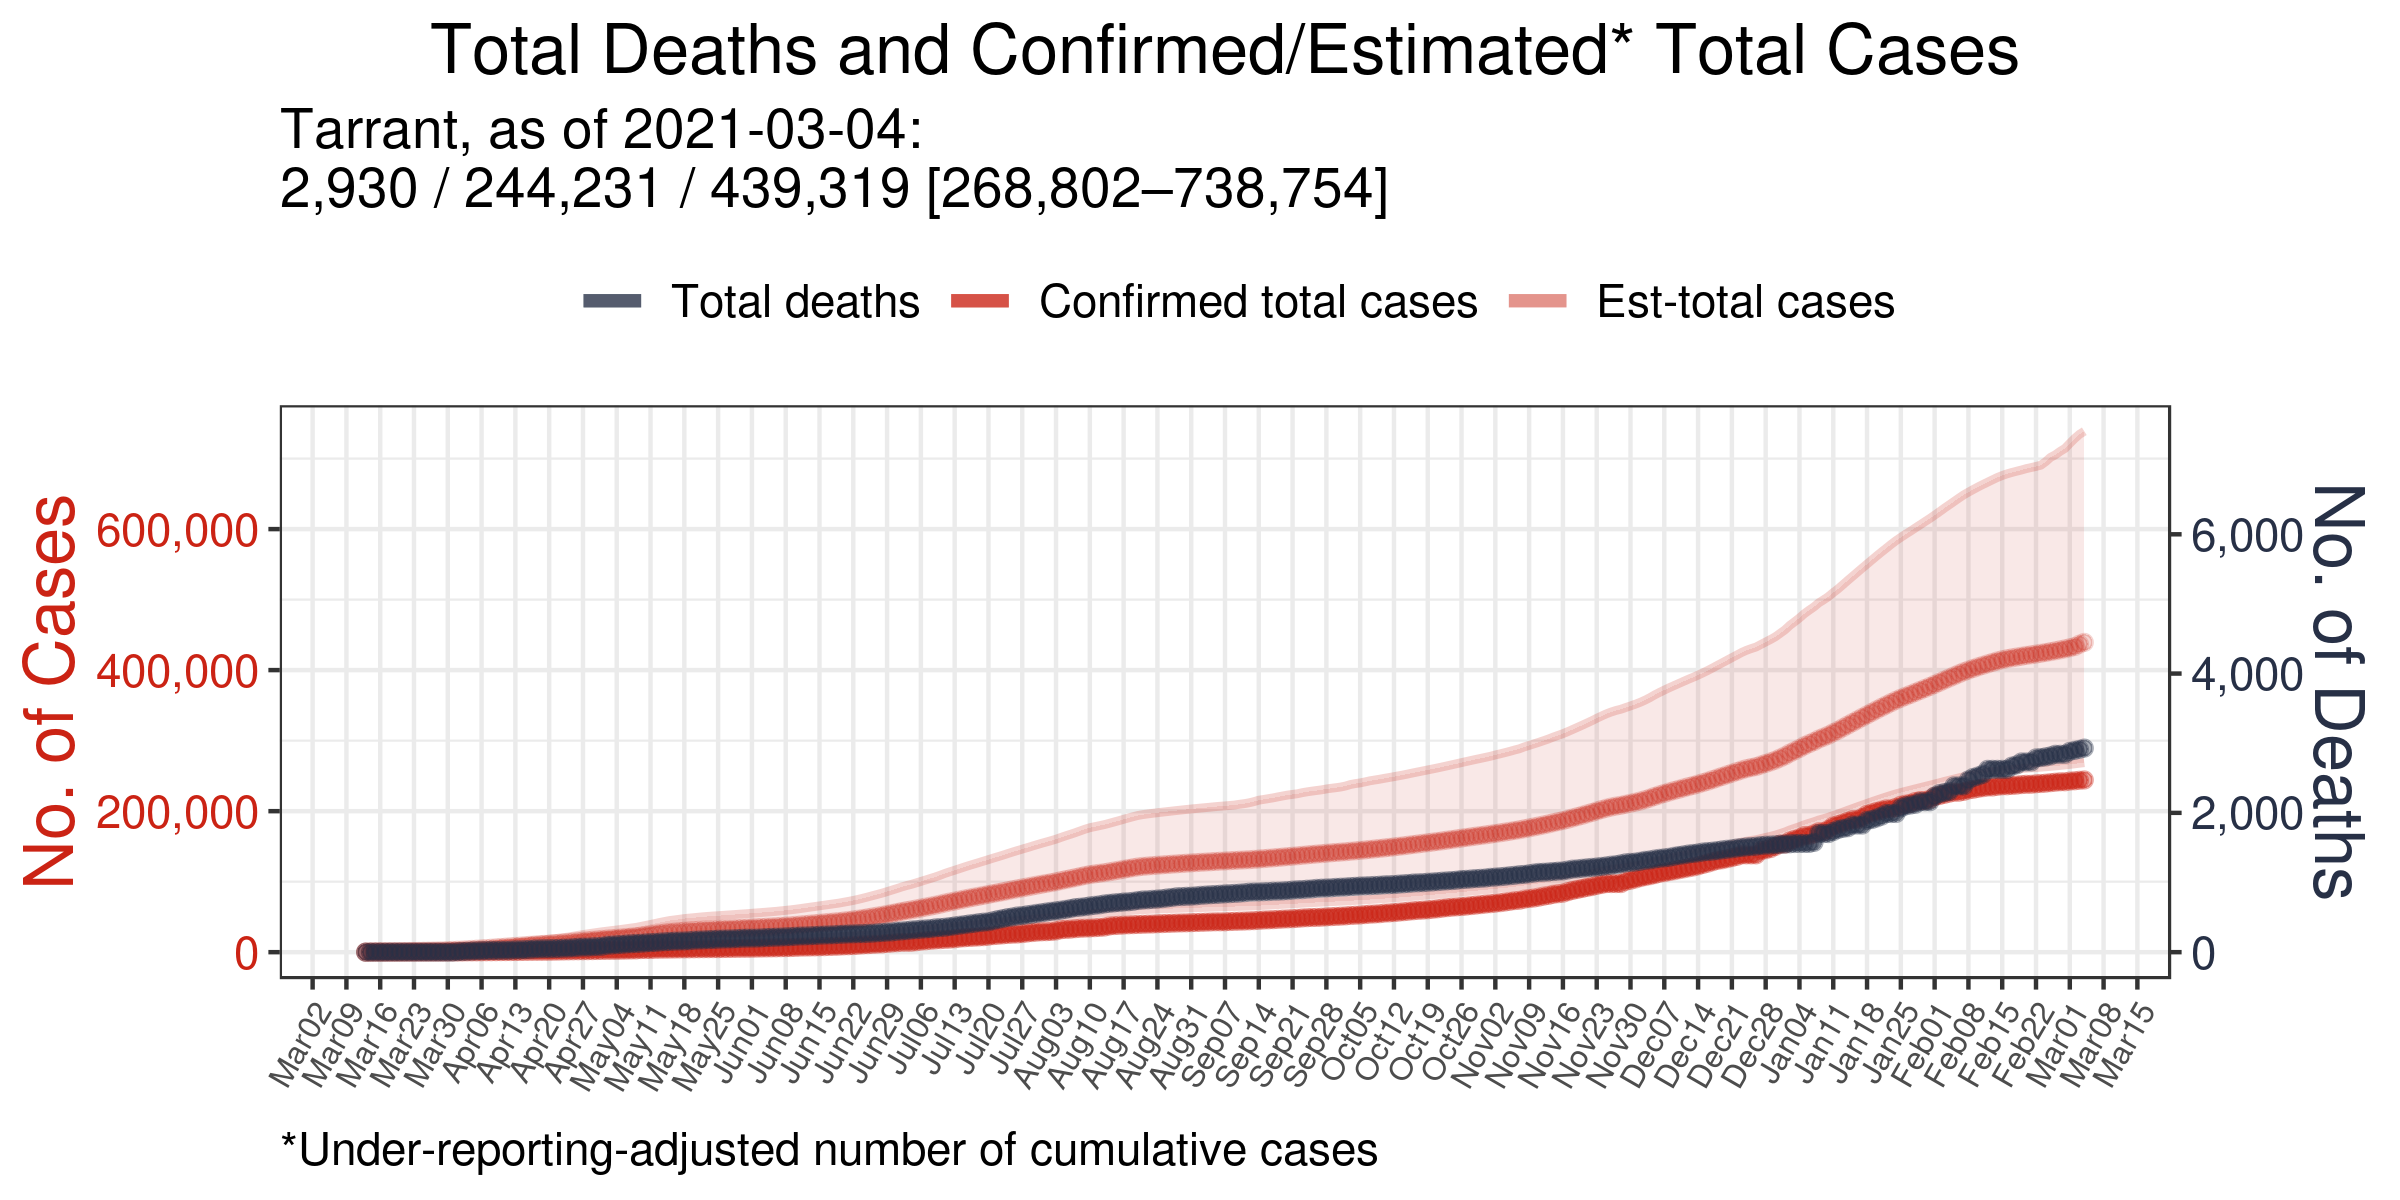 Total Deaths and Confirmed/Estimated* Total Cases
Tarrant, as of 2021-03-04:
2,930 / 244,231 / 439,319 [268,802–738,754]
Total deaths
Confirmed total cases
Est-total cases
No. of Cases
600,000
400,000
200,000
0
6,000
4,000
2,000
0
No. of Deaths
Mar02
Mar09
Mar16
Mar23
Mar30
Apr06
Apr13
Apr20
Apr27
May04
May11
May18
May25
Jun01
Jun08
Jun15
Jun22
Jun29
Jul06
Jul13
Jul20
Jul27
Aug03
Aug10
Aug17
Aug24
Aug31
Sep07
Sep14
Sep21
Sep28
Oct05
Oct12
Oct19
Oct26
Nov02
Nov09
Nov16
Nov23
Nov30
Dec07
Dec14
Dec21
Dec28
Jan04
Jan11
Jan18
Jan25
Feb01
Feb08
Feb15
Feb22
Mar01
Mar08
Mar15
*Under-reporting-adjusted number of cumulative cases